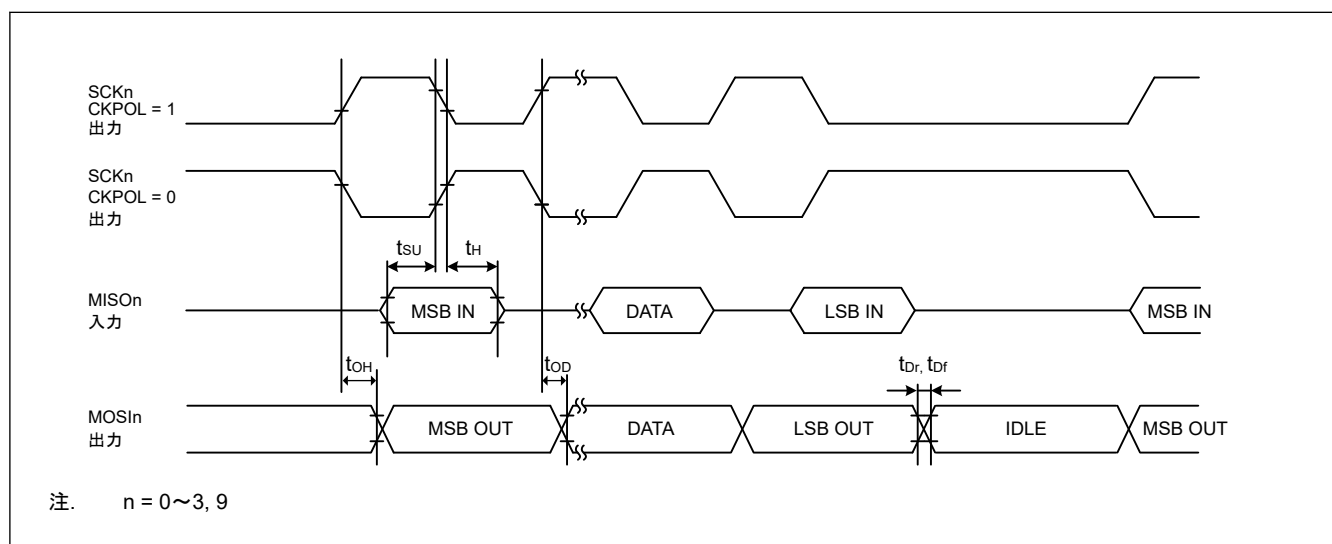 SCKn
CKPOL = 1
出力
SCKn
CKPOL = 0
出力
tSU
tH
MISOn
入力
MSB IN
DATA
LSB IN
MSB IN
tOH
tOD
tDr, tDf
MOSIn
出力
MSB OUT
DATA
LSB OUT
IDLE
MSB OUT
注. n = 0～3, 9